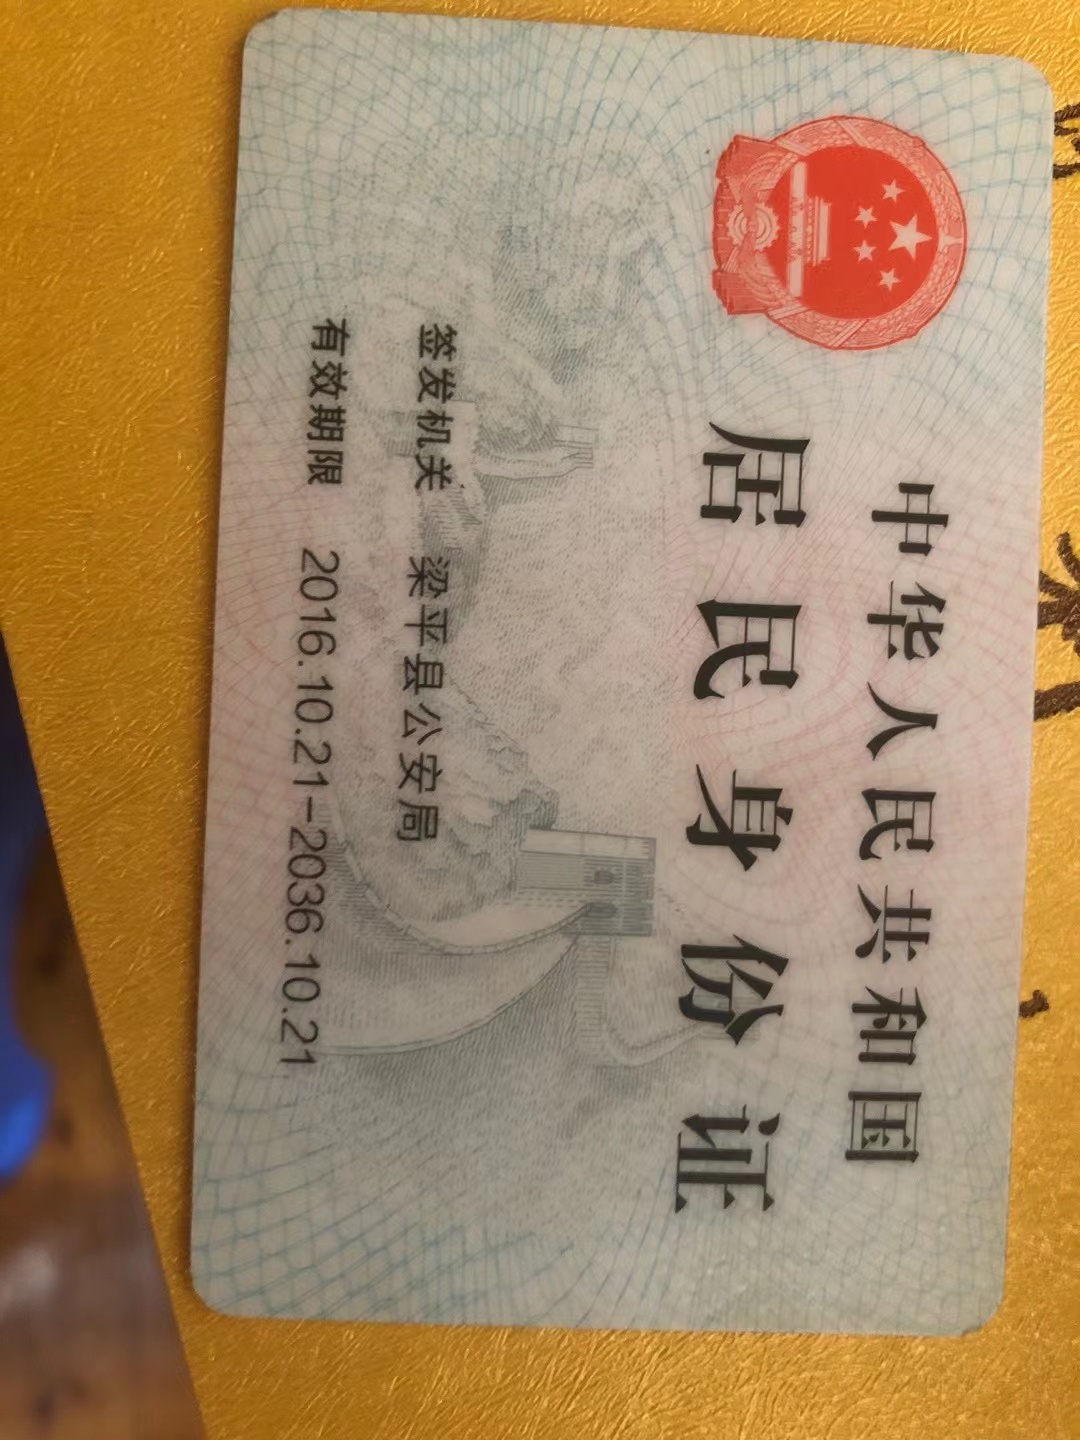 中华人民共和国
居民身份证
签发机关 梁平县公安局
有效期限 2016.10.21-2036.10.21